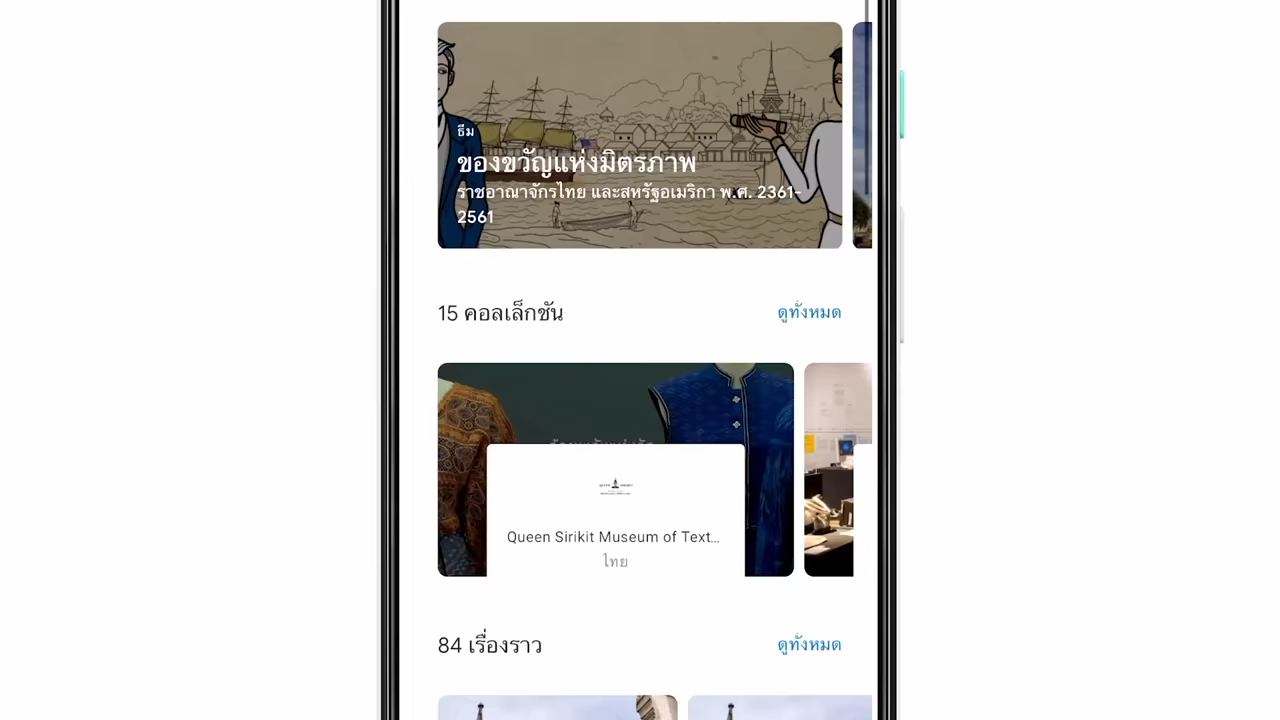 ธีม
ของขวัญแห่งมิตรภาพ
ราชอาณาจักรไทย และสหรัฐอเมริกา พ.ศ. 2361-
2561
15 คอลเล็กชัน
ดูทั้งหมด
QUEEN SIRIKIT
Queen Sirikit Museum of Text...
ไทย
84 เรื่องราว
ดูทั้งหมด